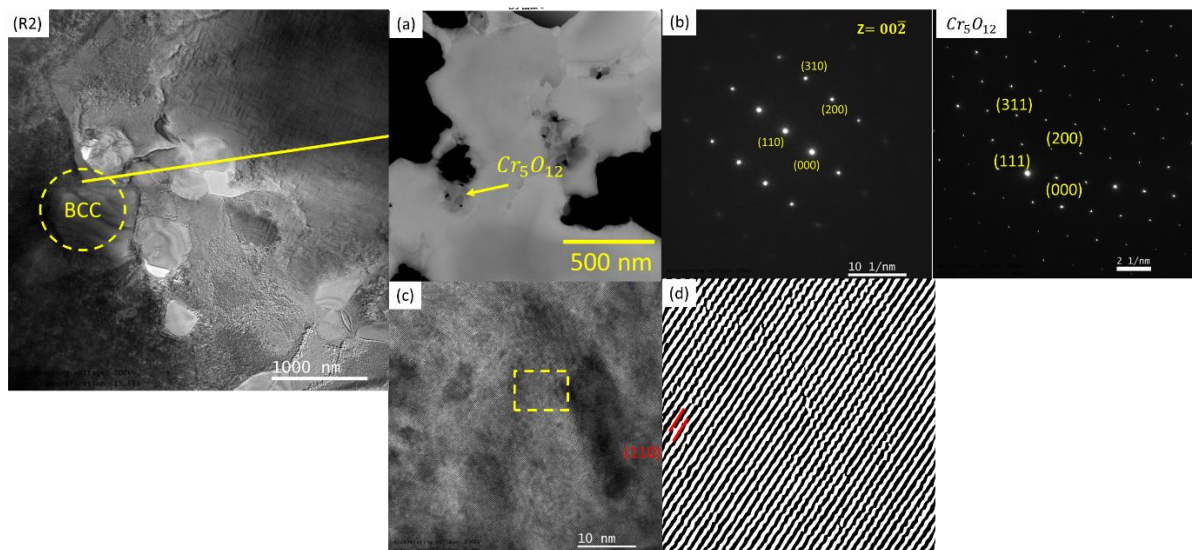 (R2)
BCC
1000 nm
(a)
Cr₅O₁₂
500 nm
(b)
z= 002̄
(310)
(200)
(110)
(000)
10 1/nm
Cr₅O₁₂
(311)
(200)
(111)
(000)
2 1/nm
(c)
(110)
10 nm
(d)